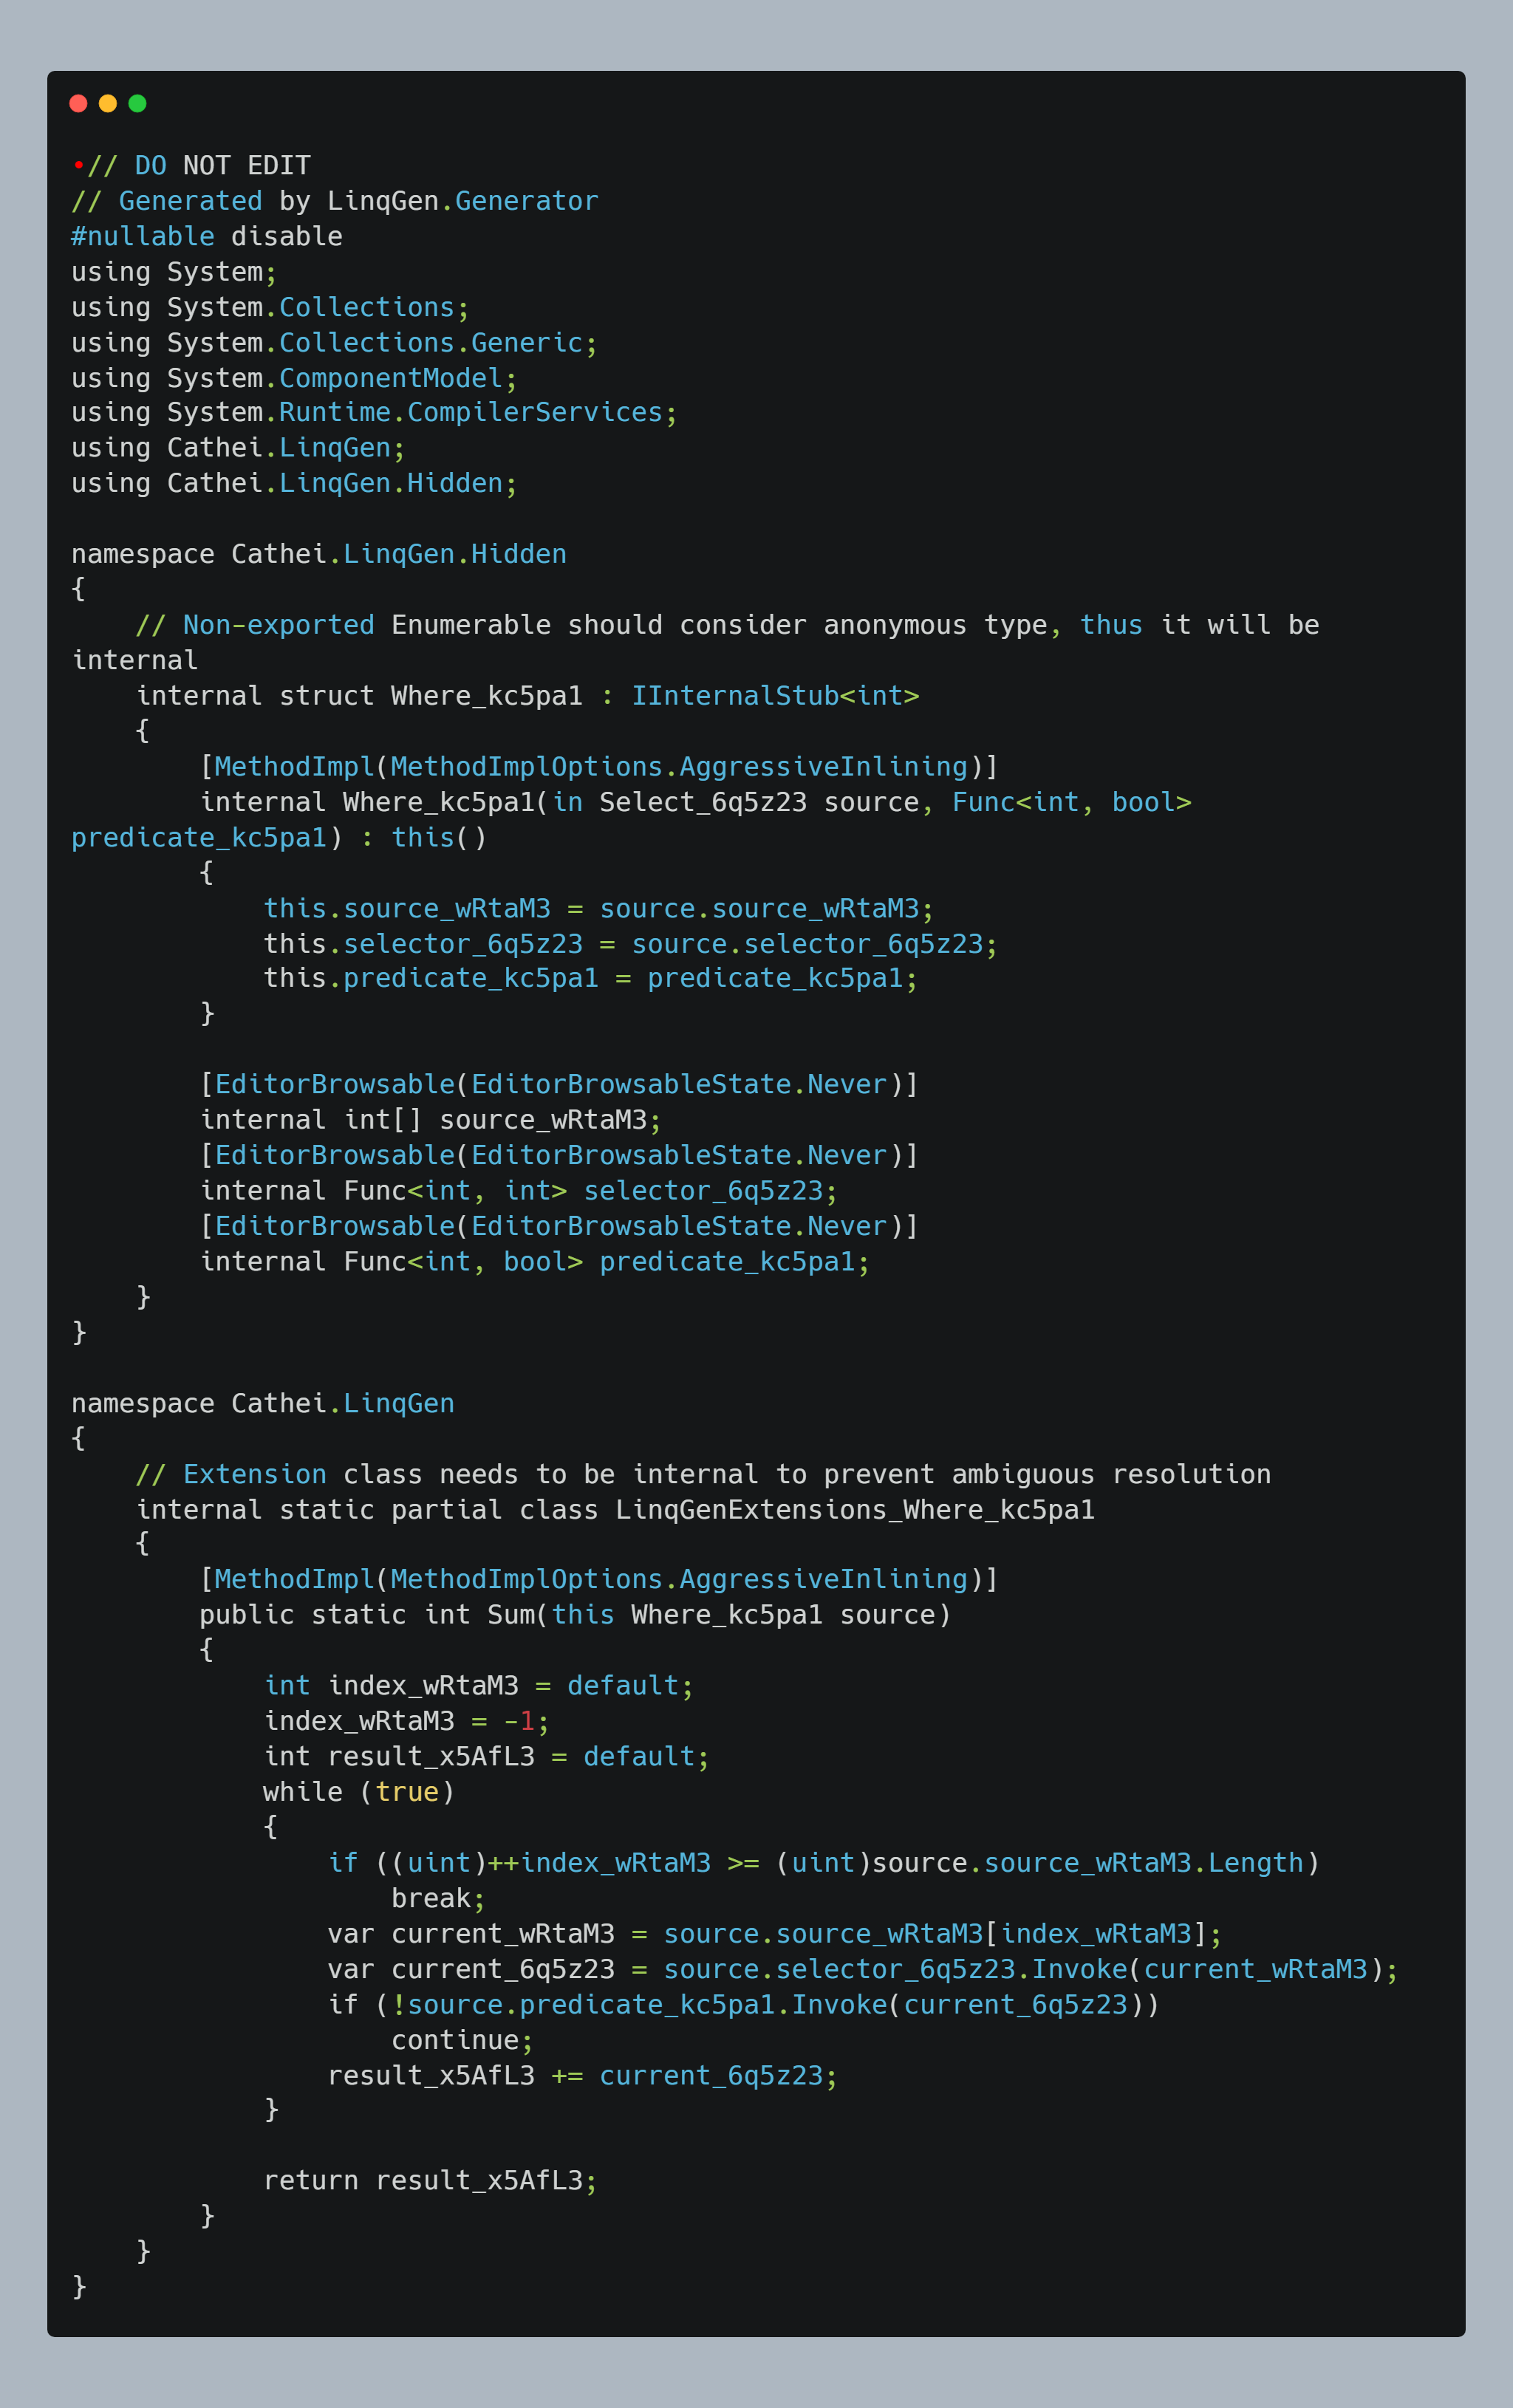 •// DO NOT EDIT
// Generated by LinqGen.Generator
#nullable disable
using System;
using System.Collections;
using System.Collections.Generic;
using System.ComponentModel;
using System.Runtime.CompilerServices;
using Cathei.LinqGen;
using Cathei.LinqGen.Hidden;

namespace Cathei.LinqGen.Hidden
{
    // Non-exported Enumerable should consider anonymous type, thus it will be
internal
    internal struct Where_kc5pa1 : IInternalStub<int>
    {
        [MethodImpl(MethodImplOptions.AggressiveInlining)]
        internal Where_kc5pa1(in Select_6q5z23 source, Func<int, bool>
predicate_kc5pa1) : this()
        {
            this.source_wRtaM3 = source.source_wRtaM3;
            this.selector_6q5z23 = source.selector_6q5z23;
            this.predicate_kc5pa1 = predicate_kc5pa1;
        }

        [EditorBrowsable(EditorBrowsableState.Never)]
        internal int[] source_wRtaM3;
        [EditorBrowsable(EditorBrowsableState.Never)]
        internal Func<int, int> selector_6q5z23;
        [EditorBrowsable(EditorBrowsableState.Never)]
        internal Func<int, bool> predicate_kc5pa1;
    }
}

namespace Cathei.LinqGen
{
    // Extension class needs to be internal to prevent ambiguous resolution
    internal static partial class LinqGenExtensions_Where_kc5pa1
    {
        [MethodImpl(MethodImplOptions.AggressiveInlining)]
        public static int Sum(this Where_kc5pa1 source)
        {
            int index_wRtaM3 = default;
            index_wRtaM3 = -1;
            int result_x5AfL3 = default;
            while (true)
            {
                if ((uint)++index_wRtaM3 >= (uint)source.source_wRtaM3.Length)
                    break;
                var current_wRtaM3 = source.source_wRtaM3[index_wRtaM3];
                var current_6q5z23 = source.selector_6q5z23.Invoke(current_wRtaM3);
                if (!source.predicate_kc5pa1.Invoke(current_6q5z23))
                    continue;
                result_x5AfL3 += current_6q5z23;
            }

            return result_x5AfL3;
        }
    }
}